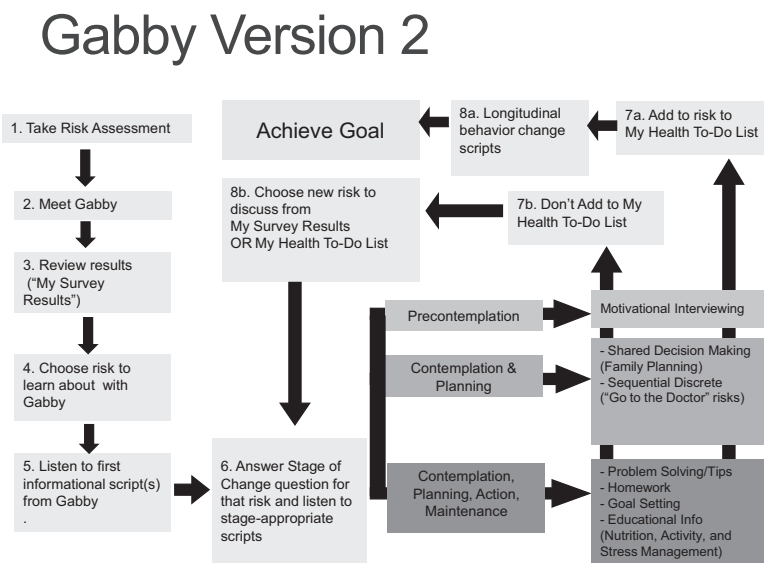 Gabby Version 2
1. Take Risk Assessment
2. Meet Gabby
3. Review results
(“My Survey
Results”)
4. Choose risk to
learn about with
Gabby
5. Listen to first
informational script(s)
from Gabby
.
6. Answer Stage of
Change question for
that risk and listen to
stage-appropriate
scripts
Precontemplation
Contemplation &
Planning
Contemplation,
Planning, Action,
Maintenance
Motivational Interviewing
- Shared Decision Making
(Family Planning)
- Sequential Discrete
(“Go to the Doctor” risks)
- Problem Solving/Tips
- Homework
- Goal Setting
- Educational Info
(Nutrition, Activity, and
Stress Management)
7a. Add to risk to
My Health To-Do List
7b. Don’t Add to My
Health To-Do List
8a. Longitudinal
behavior change
scripts
8b. Choose new risk to
discuss from
My Survey Results
OR My Health To-Do List
Achieve Goal